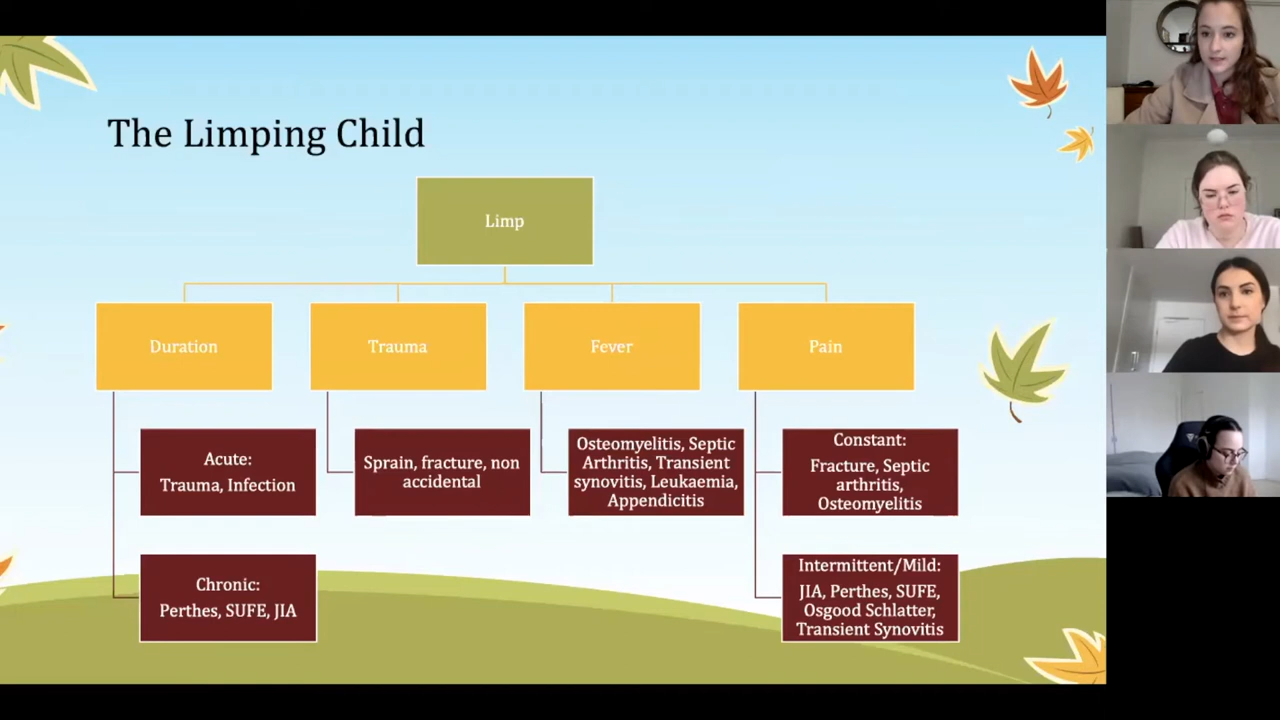 The Limping Child
Limp
Duration
Trauma
Fever
Pain
Acute:
Trauma, Infection
Chronic:
Perthes, SUFE, JIA
Sprain, fracture, non
accidental
Osteomyelitis, Septic
Arthritis, Transient
synovitis, Leukaemia,
Appendicitis
Constant:
Fracture, Septic
arthritis,
Osteomyelitis
Intermittent/Mild:
JIA, Perthes, SUFE,
Osgood Schlatter,
Transient Synovitis